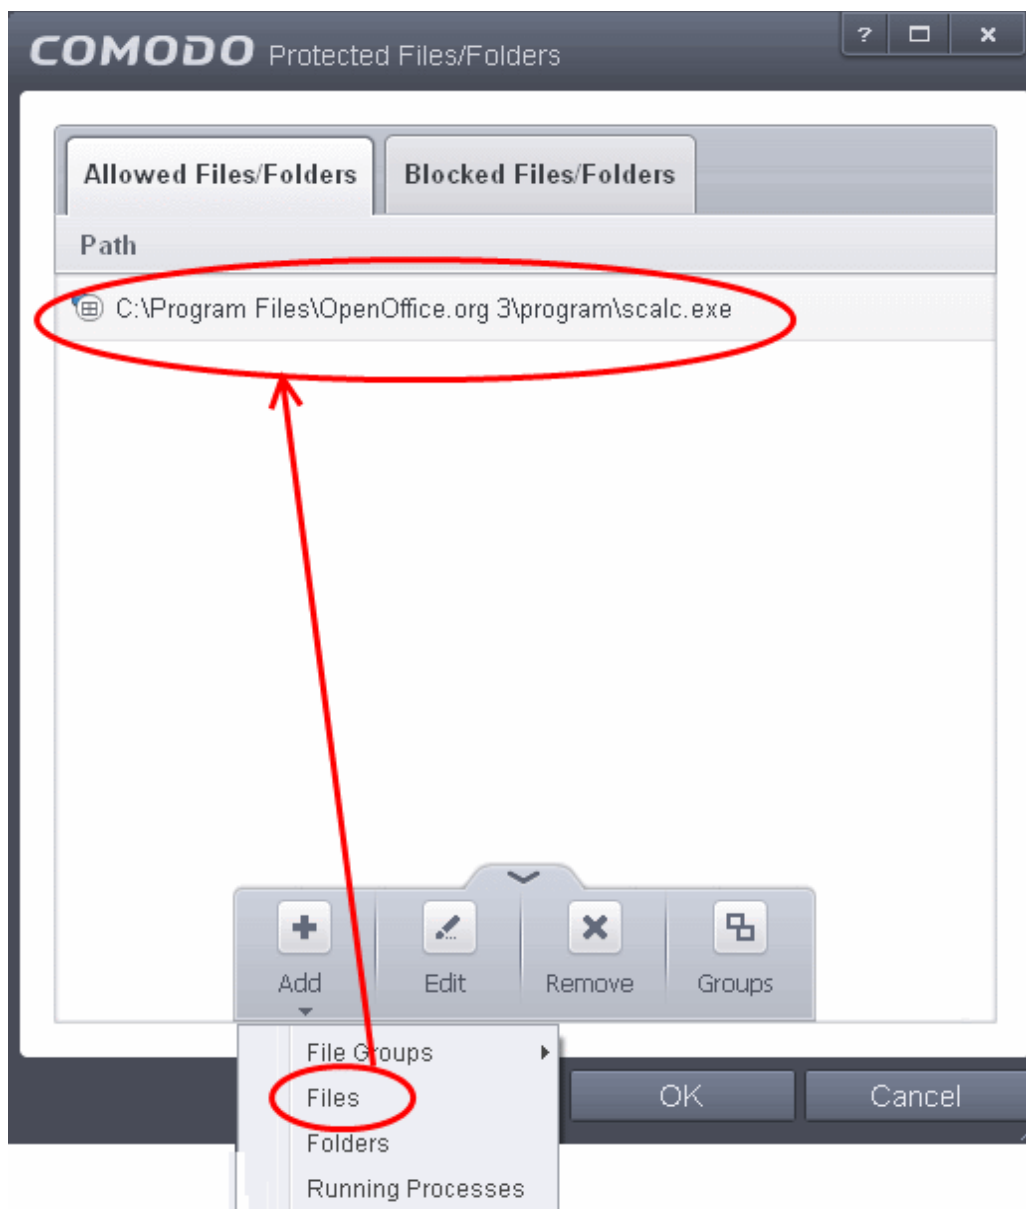 COMODO Protected Files/Folders ?
Allowed Files/Folders Blocked Files/Folders
Path
C:\Program Files\OpenOffice.org 3\program\scalc.exe
Add Edit Remove Groups
File Groups
Files
Folders
Running Processes
OK Cancel